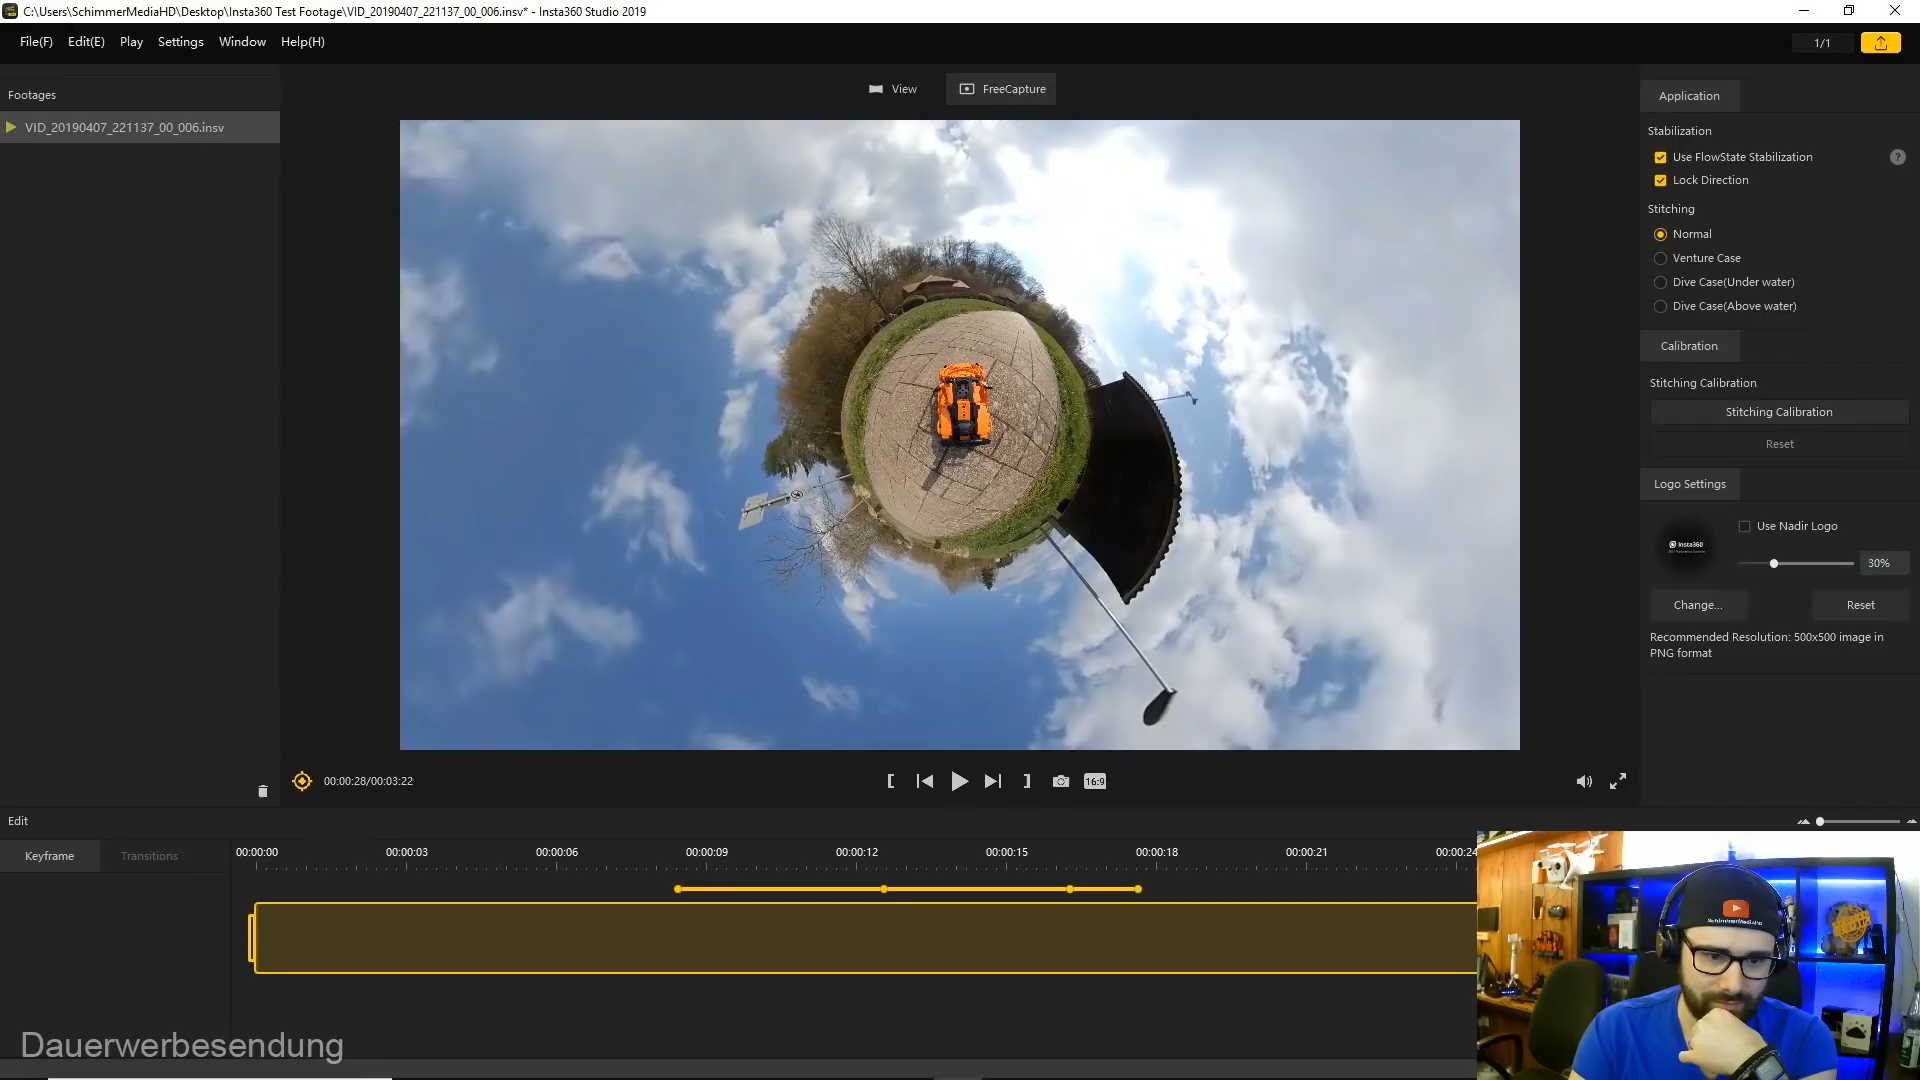 C:\Users\SchimmerMediaHD\Desktop\Insta360 Test Footage\VID_20190407_221137_00_006.insv* - Insta360 Studio 2019
File(F) Edit(E) Play Settings Window Help(H)
1/1
View FreeCapture
Footages
VID_20190407_221137_00_006.insv
Application
Stabilization
Use FlowState Stabilization ?
Lock Direction
Stitching
Normal
Venture Case
Dive Case(Under water)
Dive Case(Above water)
Calibration
Stitching Calibration
Stitching Calibration
Reset
Logo Settings
Use Nadir Logo
Insta360
30%
Change... Reset
Recommended Resolution: 500x500 image in
PNG format
00:00:28/00:03:22
16:9
Edit
Keyframe Transitions
00:00:00 00:00:03 00:00:06 00:00:09 00:00:12 00:00:15 00:00:18 00:00:21 00:00:24
SchimmerMediaHD
Dauerwerbesendung